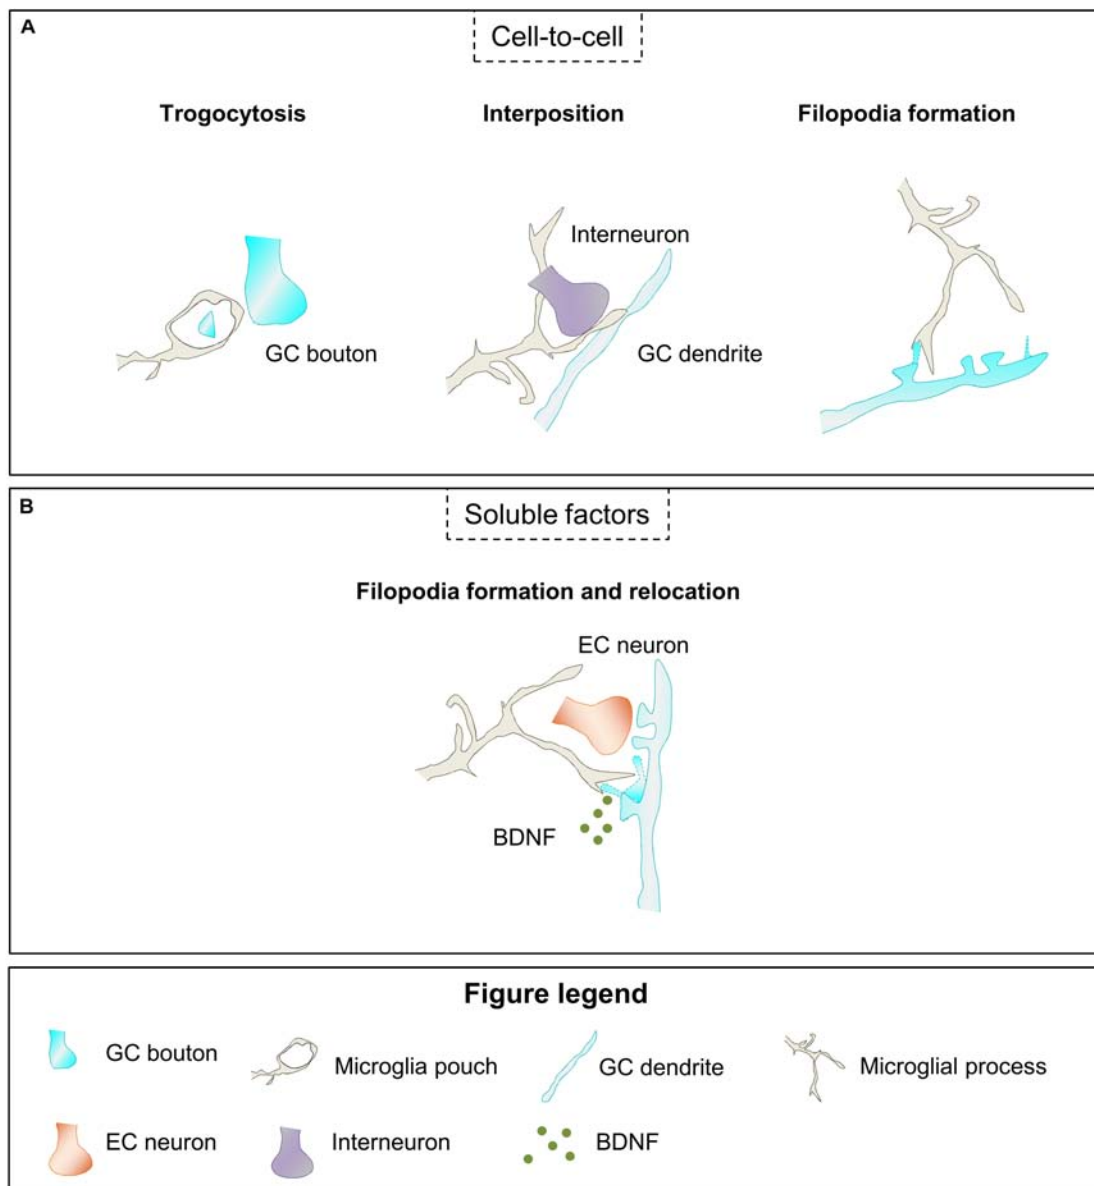 A
Cell-to-cell
Trogocytosis
Interposition
Filopodia formation
Interneuron
GC bouton
GC dendrite
B
Soluble factors
Filopodia formation and relocation
EC neuron
BDNF
Figure legend
GC bouton
Microglia pouch
GC dendrite
Microglial process
EC neuron
Interneuron
BDNF